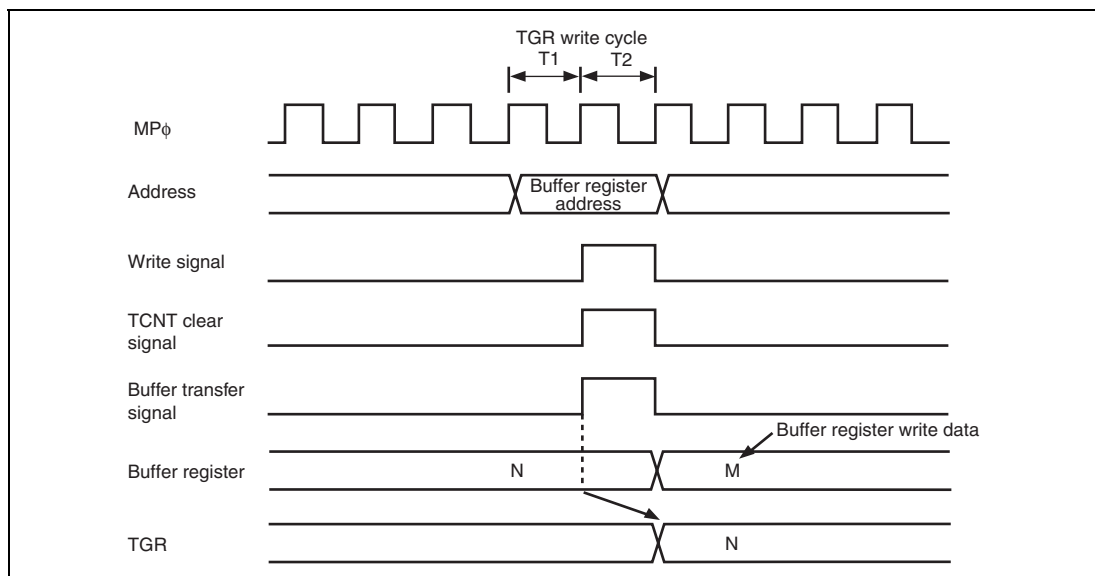 TGR write cycle
T1 T2
MPφ
Address
Buffer register
address
Write signal
TCNT clear
signal
Buffer transfer
signal
Buffer register write data
Buffer register N M
TGR N